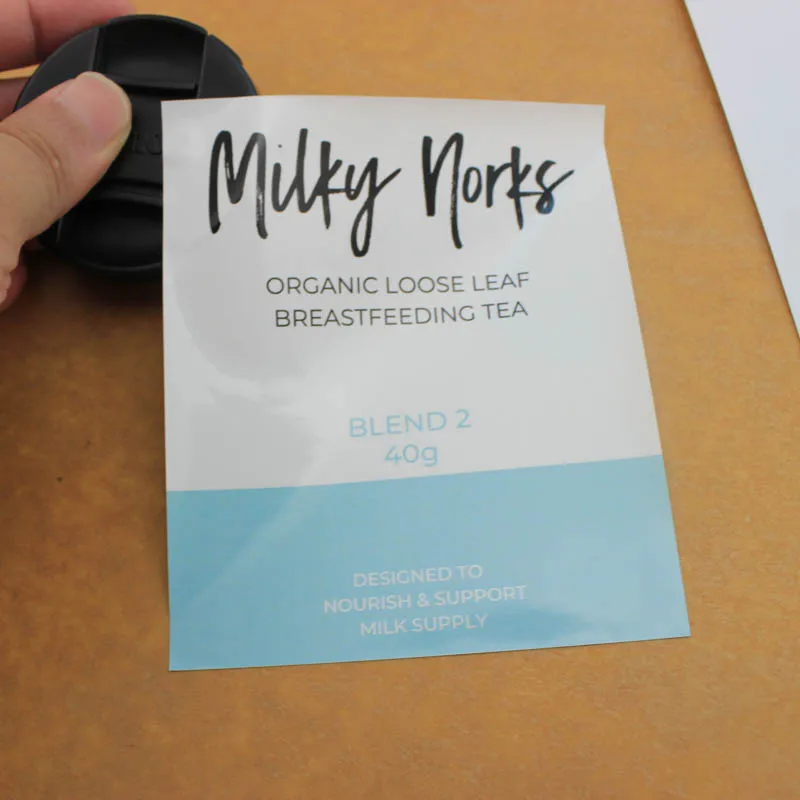 Milky Norks
ORGANIC LOOSE LEAF
BREASTFEEDING TEA
BLEND 2
40g
DESIGNED TO
NOURISH & SUPPORT
MILK SUPPLY